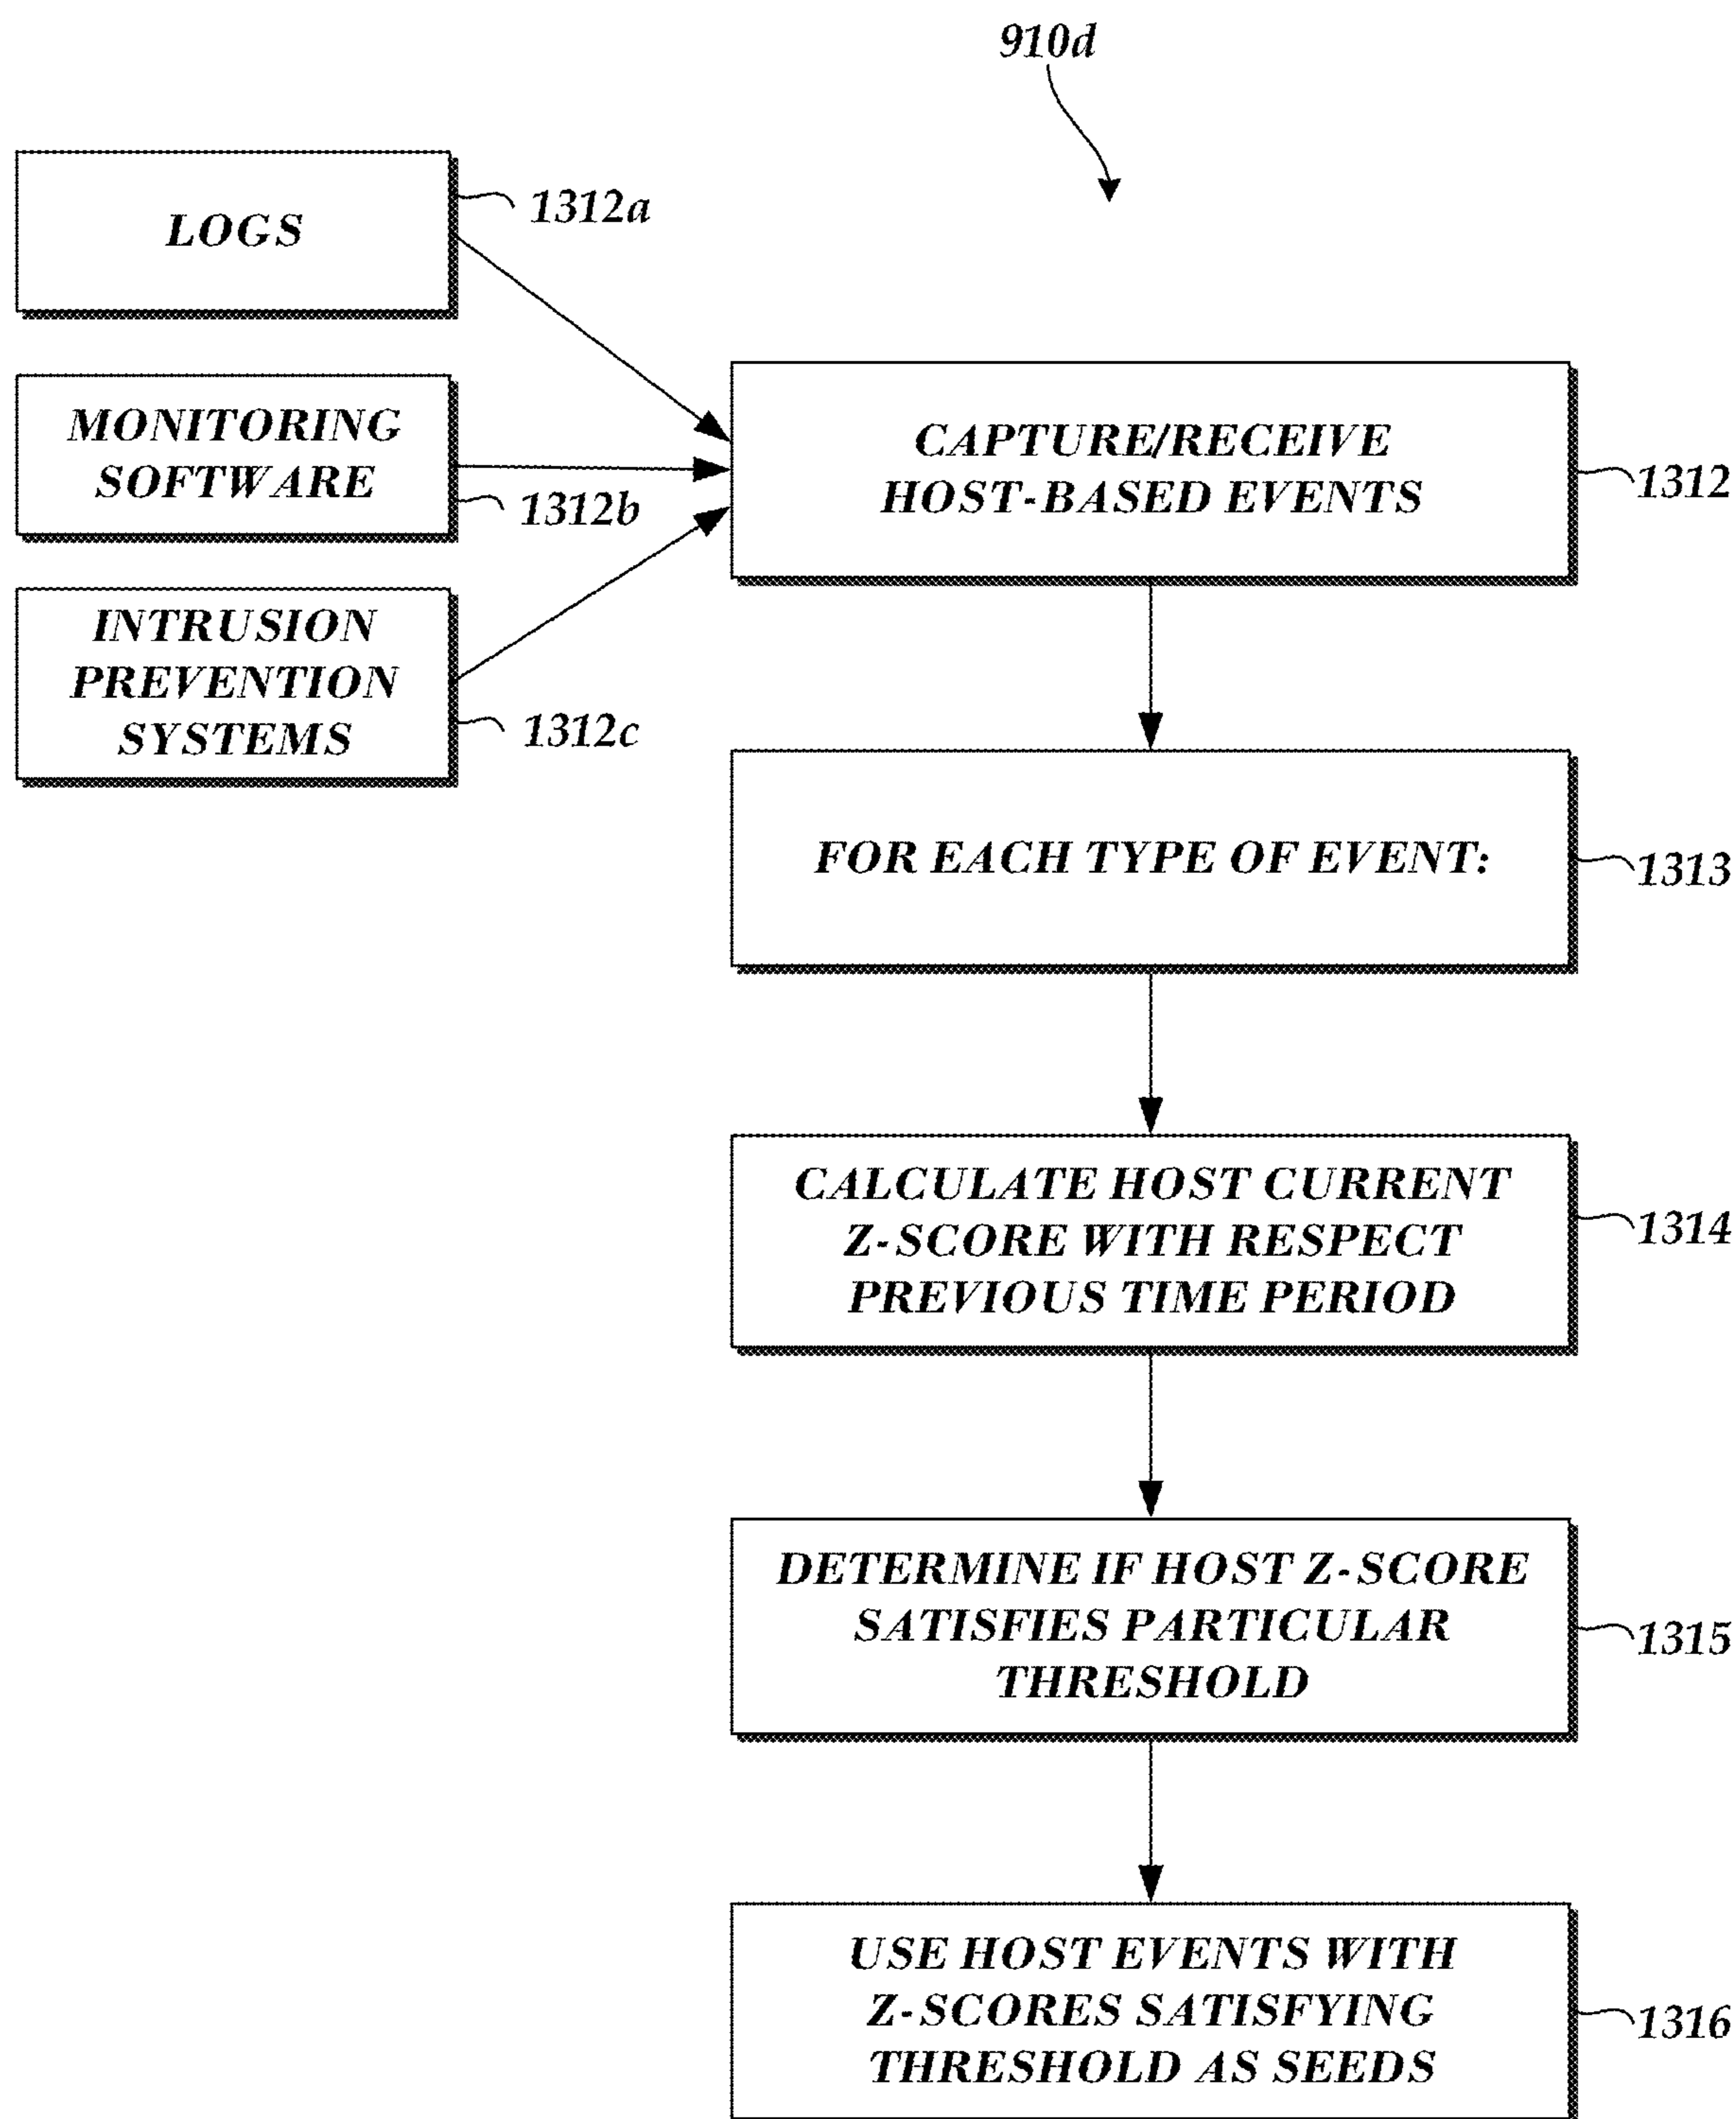 910d
LOGS
1312a
MONITORING
SOFTWARE
1312b
INTRUSION
PREVENTION
SYSTEMS
1312c
CAPTURE/RECEIVE
HOST-BASED EVENTS
1312
FOR EACH TYPE OF EVENT:
1313
CALCULATE HOST CURRENT
Z-SCORE WITH RESPECT
PREVIOUS TIME PERIOD
1314
DETERMINE IF HOST Z-SCORE
SATISFIES PARTICULAR
THRESHOLD
1315
USE HOST EVENTS WITH
Z-SCORES SATISFYING
THRESHOLD AS SEEDS
1316